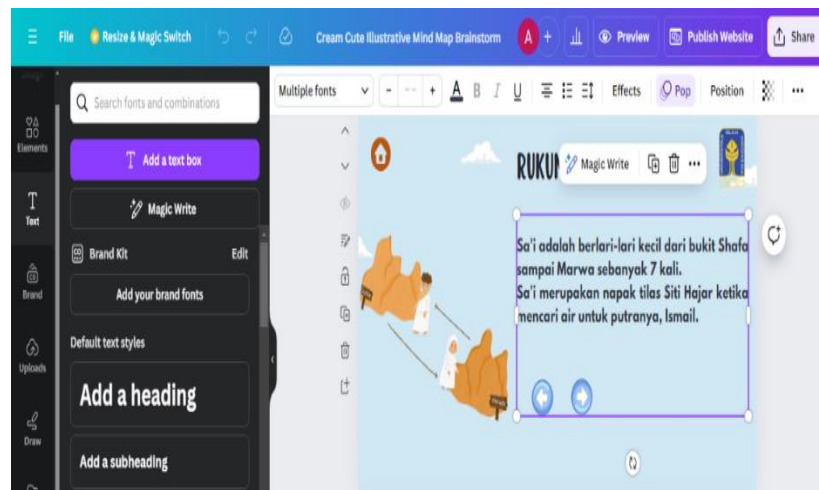 File
Resize & Magic Switch
Cream Cute Illustrative Mind Map Brainstorm
A
+
Preview
Publish Website
Share
Search fonts and combinations
Multiple fonts
- -- +
A B I U
Effects
Pop
Position
Elements
T Add a text box
Magic Write
T
Text
Brand Kit
Edit
Brand
Add your brand fonts
Uploads
Default text styles
Add a heading
Draw
Add a subheading
Magic Write
Sa'i adalah berlari-lari kecil dari bukit Shafa
sampai Marwa sebanyak 7 kali.
Sa'i merupakan napak tilas Siti Hajar ketika
mencari air untuk putranya, Ismail.